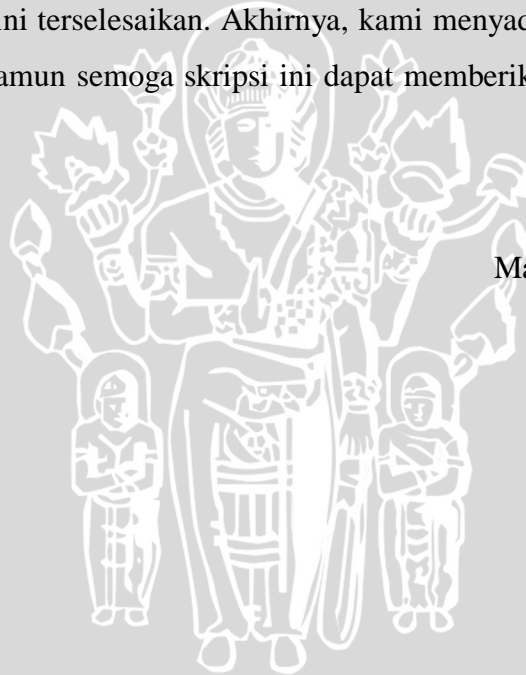 ini terselesaikan. Akhirnya, kami menyad
amun semoga skripsi ini dapat memberik
Ma